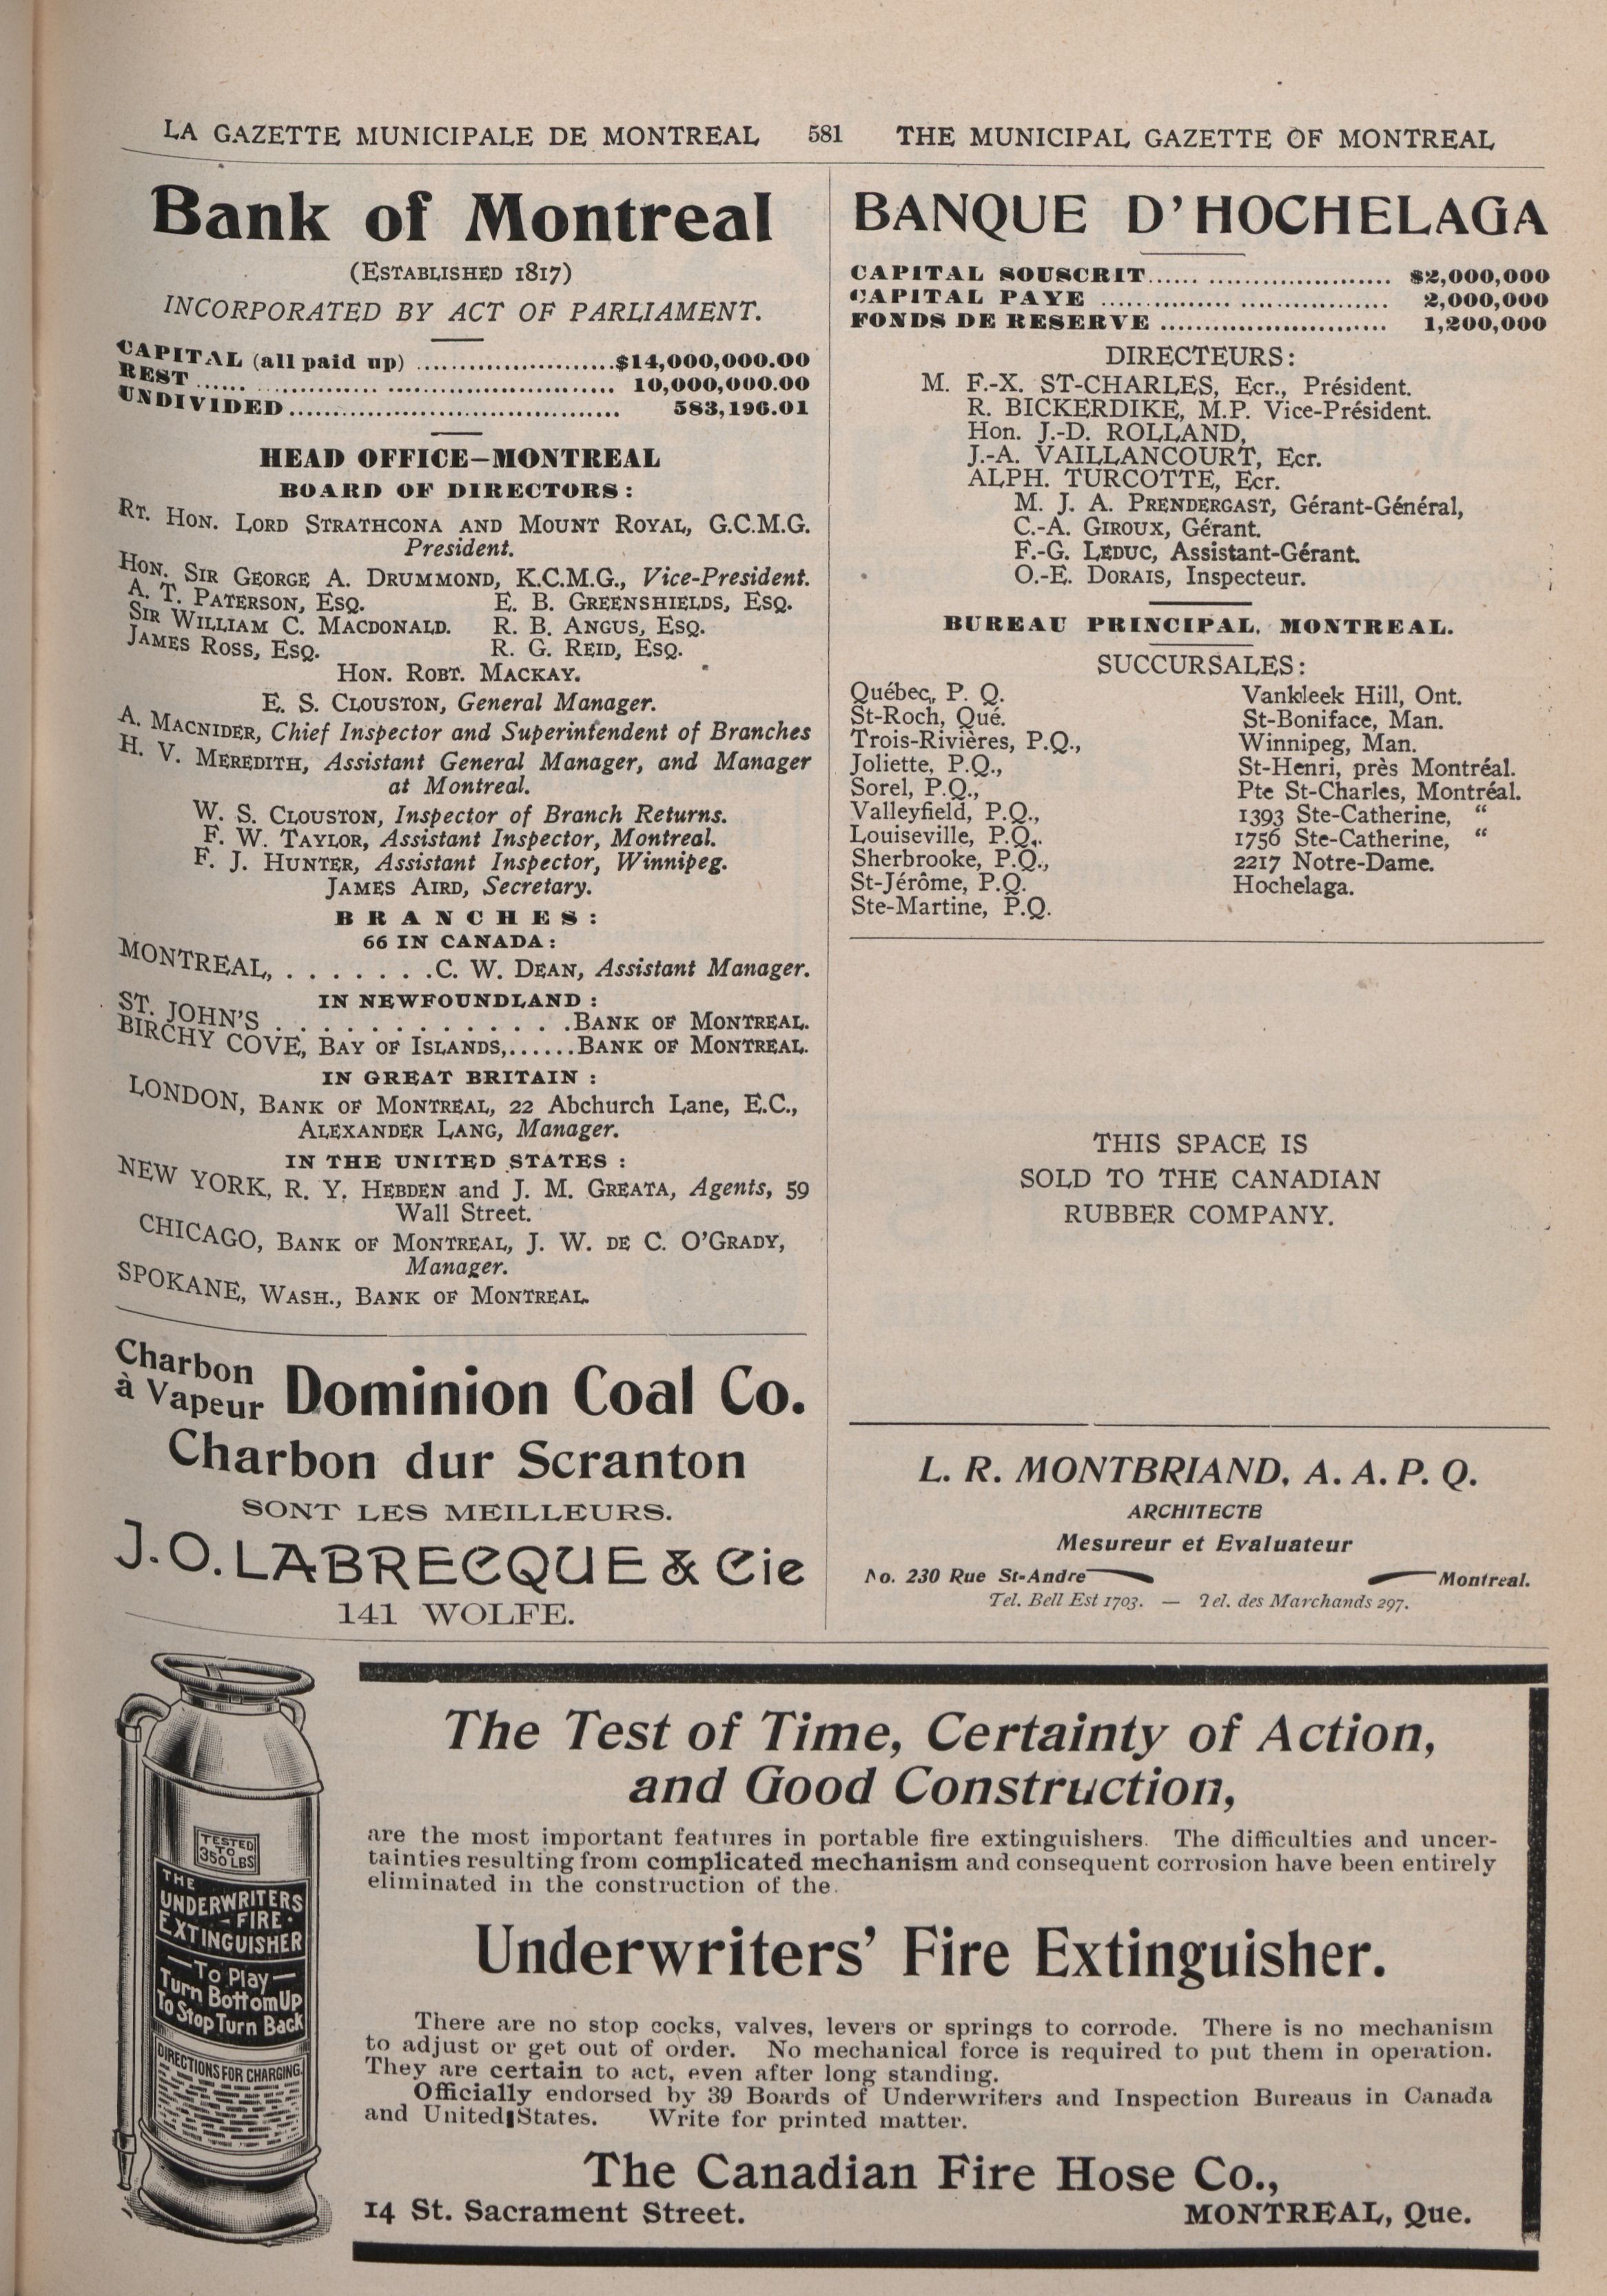 LA GAZETTE MUNICIPALE DE MONTREAL 581 THE MUNICIPAL GAZETTE OF MONTREAL
Bank of Montreal
(ESTABLISHED 1817)
INCORPORATED BY ACT OF PARLIAMENT.
CAPITAL (all paid up) ........................$14,000,000.00
REST...... ............... ............................. 10,000,000.00
UNDIVIDED........................................ 583,196.01
HEAD OFFICE—MONTREAL
BOARD OF DIRECTORS:
RT. HON. LORD STRATHCONA AND MOUNT ROYAL, G.C.M.G.
President.
HON. SIR GEORGE A. DRUMMOND, K.C.M.G., Vice-President.
A. T. PATERSON, ESQ. E. B. GREENSHIELDS, ESQ.
SIR WILLIAM C. MACDONALD. R. B. ANGUS, ESQ.
JAMES ROSS, ESQ. R. G. REID, ESQ.
HON. ROBT. MACKAY.
E. S. CLOUSTON, General Manager.
A. MACNIDER, Chief Inspector and Superintendent of Branches
H. V. MEREDITH, Assistant General Manager, and Manager
at Montreal.
W. S. CLOUSTON, Inspector of Branch Returns.
F. W. TAYLOR, Assistant Inspector, Montreal.
F. J. HUNTER, Assistant Inspector, Winnipeg.
JAMES AIRD, Secretary.
BRANCHES:
66 IN CANADA:
MONTREAL, . . . . . . . .C. W. DEAN, Assistant Manager.
IN NEWFOUNDLAND :
ST. JOHN'S . . . . . . . . . . . . . .BANK OF MONTREAL.
BIRCHY COVE, BAY OF ISLANDS,......BANK OF MONTREAL.
IN GREAT BRITAIN :
LONDON, BANK OF MONTREAL, 22 Abchurch Lane, E.C.,
ALEXANDER LANG, Manager.
IN THE UNITED STATES :
NEW YORK, R. Y. HEBDEN and J. M. GREATA, Agents, 59
Wall Street.
CHICAGO, BANK OF MONTREAL, J. W. DE C. O'GRADY,
Manager.
SPOKANE, WASH., BANK OF MONTREAL.
Charbon
à Vapeur Dominion Coal Co.
Charbon dur Scranton
SONT LES MEILLEURS.
J.O. LABRECQUE & Cie
141 WOLFE.
BANQUE D'HOCHELAGA
CAPITAL SOUSCRIT...... ...................... $2,000,000
CAPITAL PAYE ............... .................. 2,000,000
FONDS DE RESERVE ........................... 1,200,000
DIRECTEURS:
M. F.-X. ST-CHARLES, Ecr., Président.
R. BICKERDIKE, M.P. Vice-Président.
Hon. J.-D. ROLLAND,
J.-A. VAILLANCOURT, Ecr.
ALPH. TURCOTTE, Ecr.
M. J. A. PRENDERGAST, Gérant-Général,
C.-A. GIROUX, Gérant.
F.-G. LEDUC, Assistant-Gérant.
O.-E. DORAIS, Inspecteur.
BUREAU PRINCIPAL, MONTREAL.
SUCCURSALES:
Québec, P. Q. Vankleek Hill, Ont.
St-Roch, Qué. St-Boniface, Man.
Trois-Rivières, P.Q., Winnipeg, Man.
Joliette, P.Q., St-Henri, près Montréal.
Sorel, P.Q., Pte St-Charles, Montréal.
Valleyfield, P.Q., 1393 Ste-Catherine, “
Louiseville, P.Q,. 1756 Ste-Catherine, “
Sherbrooke, P.Q., 2217 Notre-Dame.
St-Jérôme, P.Q. Hochelaga.
Ste-Martine, P.Q.
THIS SPACE IS
SOLD TO THE CANADIAN
RUBBER COMPANY.
L. R. MONTBRIAND, A. A. P. Q.
ARCHITECTE
Mesureur et Evaluateur
No. 230 Rue St-Andre Montreal.
Tel. Bell Est 1703. — Tel. des Marchands 297.
TESTED
TO
350 LBS
THE
UNDERWRITERS
—FIRE·
EXTINGUISHER
—To Play—
Turn Bottom Up
To Stop Turn Back
DIRECTIONS FOR CHARGING
The Test of Time, Certainty of Action,
and Good Construction,
are the most important features in portable fire extinguishers. The difficulties and uncer-
tainties resulting from complicated mechanism and consequent corrosion have been entirely
eliminated in the construction of the.
Underwriters' Fire Extinguisher.
There are no stop cocks, valves, levers or springs to corrode. There is no mechanism
to adjust or get out of order. No mechanical force is required to put them in operation.
They are certain to act, even after long standing.
Officially endorsed by 39 Boards of Underwriters and Inspection Bureaus in Canada
and United States. Write for printed matter.
The Canadian Fire Hose Co.,
14 St. Sacrament Street. MONTREAL, Que.